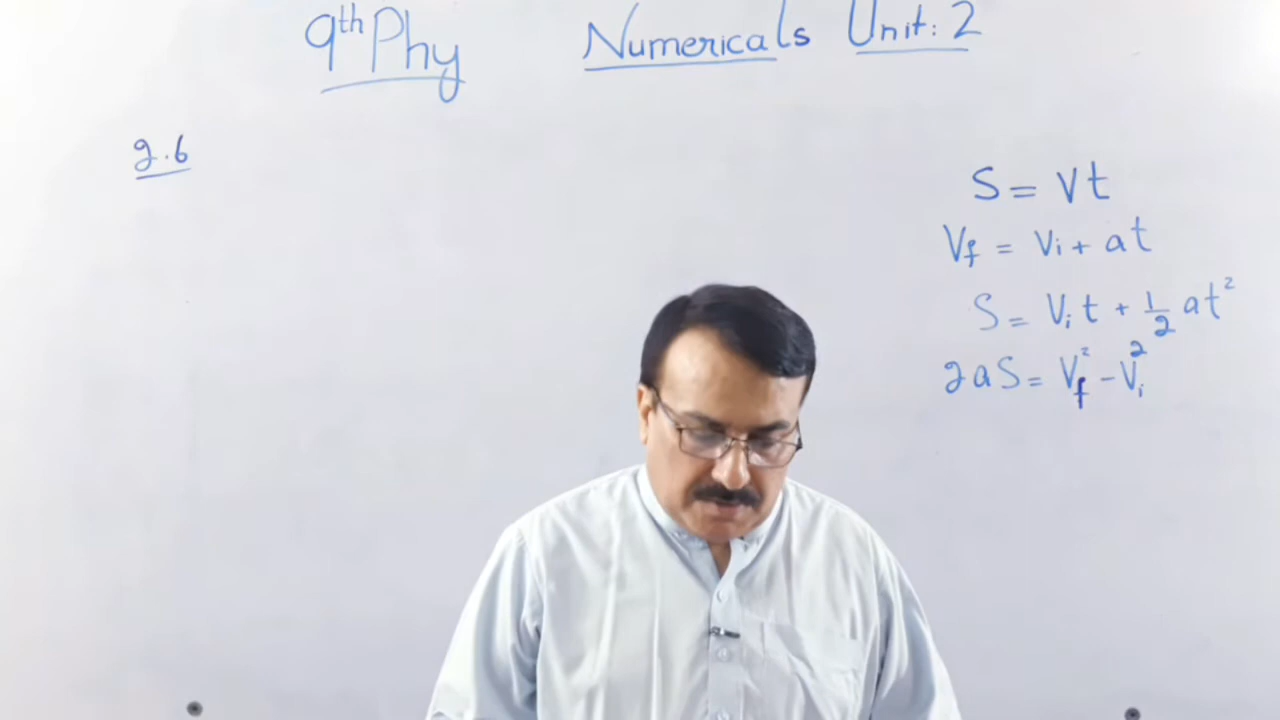 9th Phy Numericals Unit: 2
2.6
S = Vt
Vf = Vi + at
S = Vi t + 1/2 at²
2aS = Vf² - Vi²